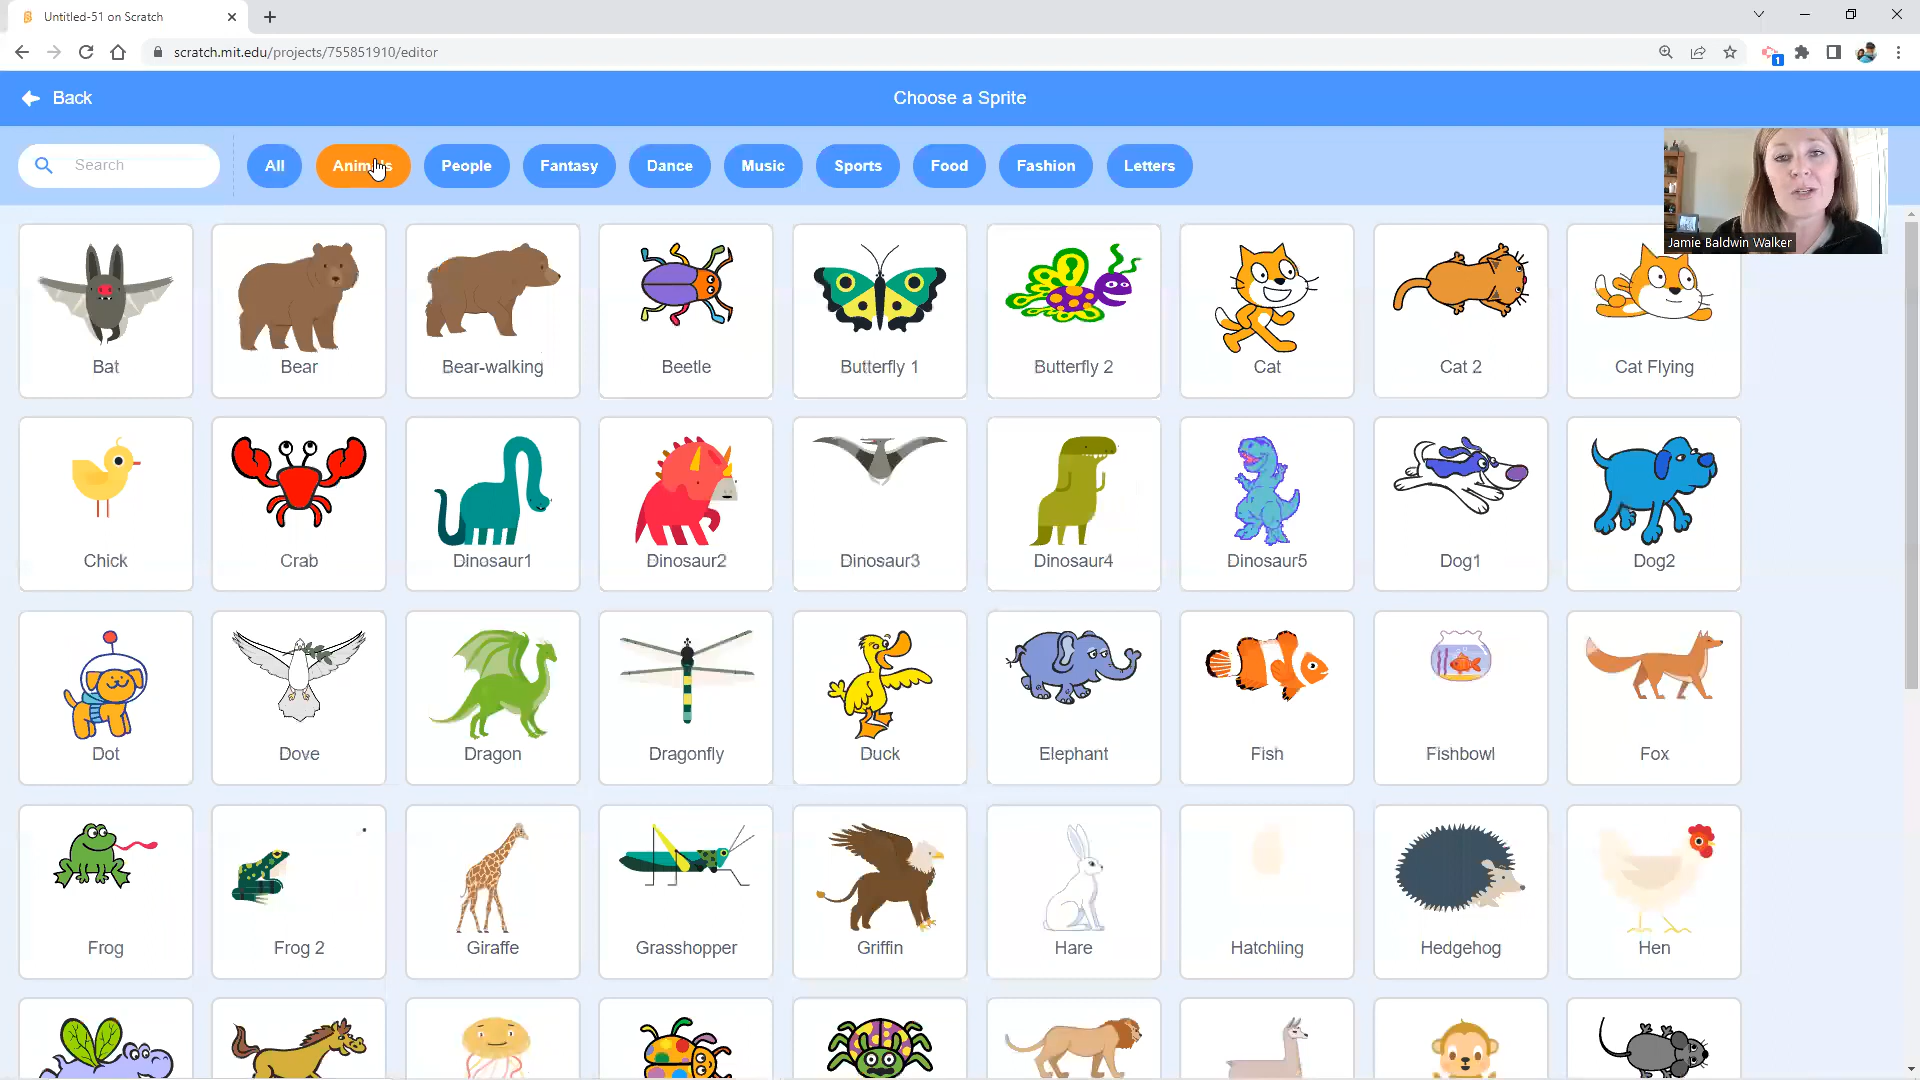 Untitled-51 on Scratch
scratch.mit.edu/projects/755851910/editor
1
Back
Choose a Sprite
Search
All
Animals
People
Fantasy
Dance
Music
Sports
Food
Fashion
Letters
Jamie Baldwin Walker
Bat
Bear
Bear-walking
Beetle
Butterfly 1
Butterfly 2
Cat
Cat 2
Cat Flying
Chick
Crab
Dinosaur1
Dinosaur2
Dinosaur3
Dinosaur4
Dinosaur5
Dog1
Dog2
Dot
Dove
Dragon
Dragonfly
Duck
Elephant
Fish
Fishbowl
Fox
Frog
Frog 2
Giraffe
Grasshopper
Griffin
Hare
Hatchling
Hedgehog
Hen